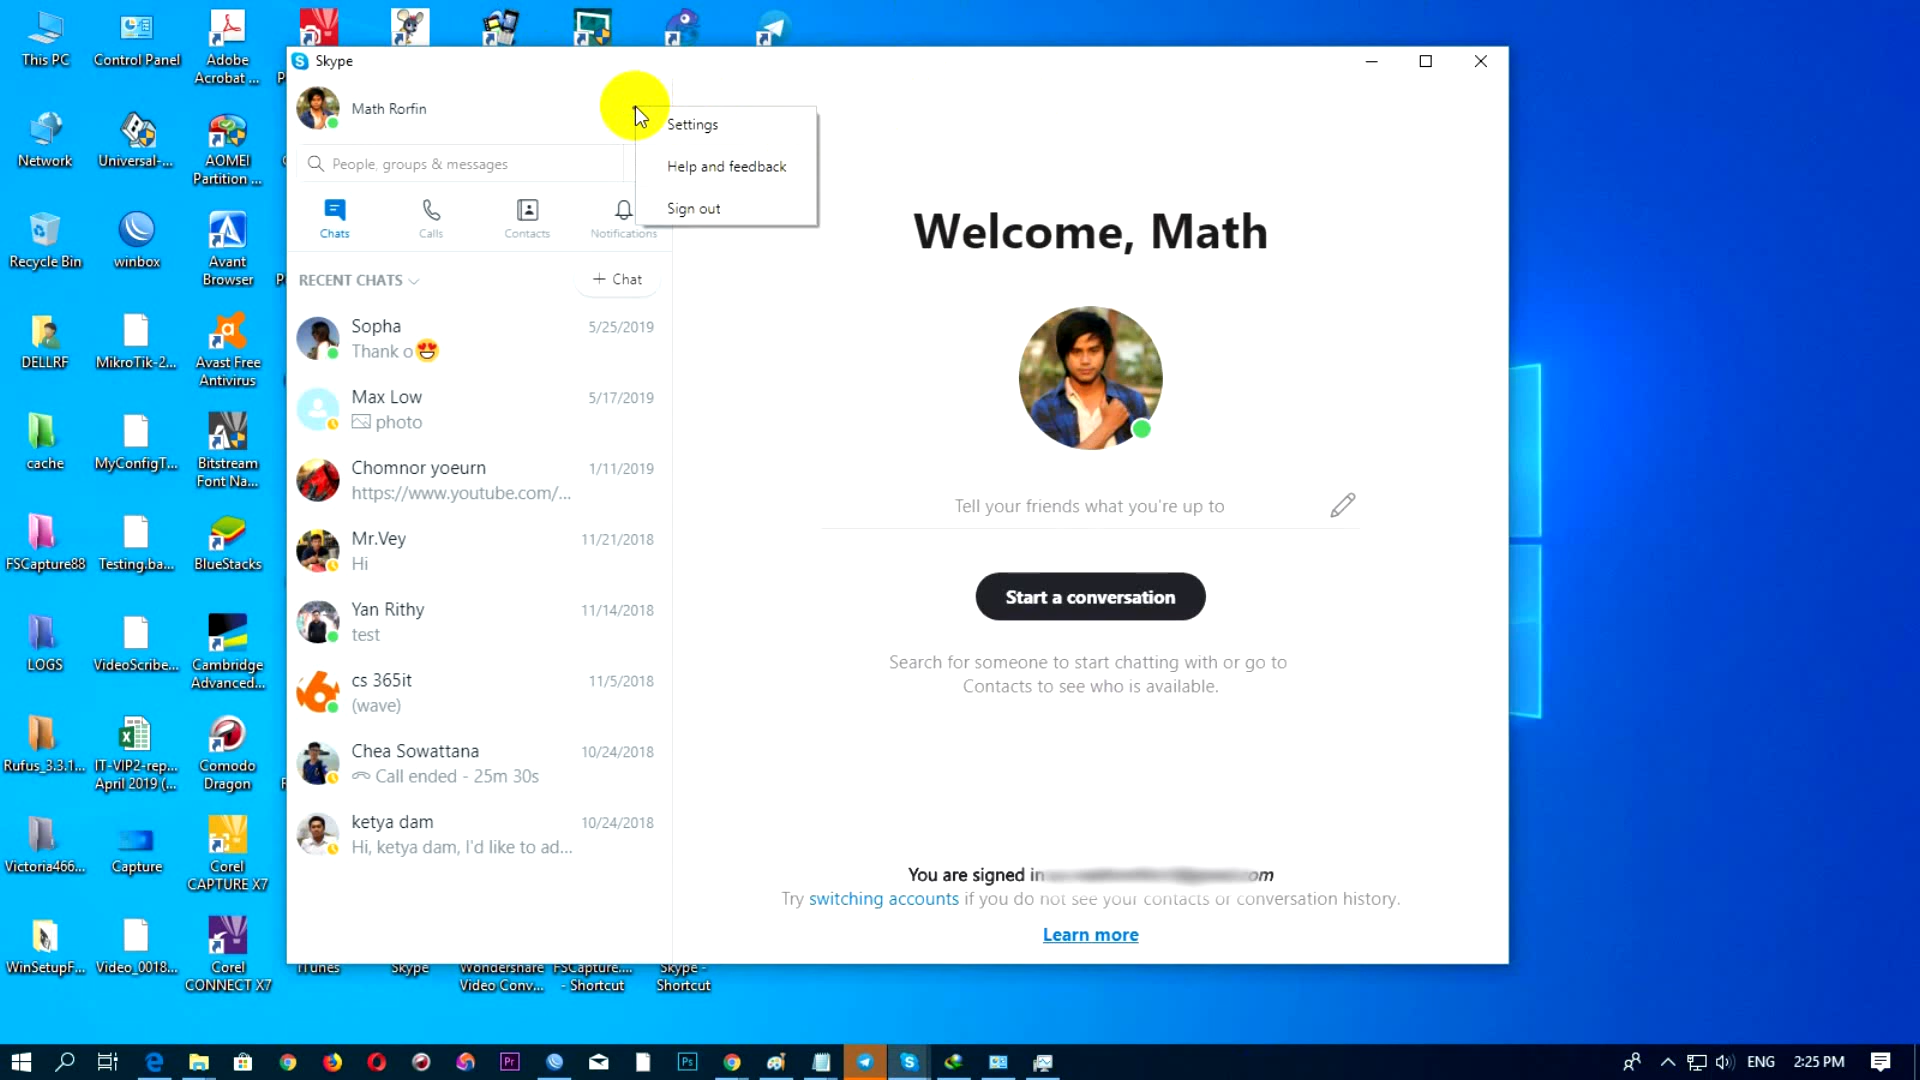 This PC
Control Panel
Adobe
Acrobat ...
Network
Universal-...
AOMEI
Partition ...
Recycle Bin
winbox
Avant
Browser
DELLRF
MikroTik-2...
Avast Free
Antivirus
cache
MyConfigT...
Bitstream
Font Na...
FSCapture88
Testing.ba...
BlueStacks
LOGS
VideoScribe...
Cambridge
Advanced...
Rufus_3.3.1...
IT-VIP2-rep...
April 2019 (...
Comodo
Dragon
Victoria466...
Capture
Corel
CAPTURE X7
WinSetupF...
Video_0018...
Corel
CONNECT X7
iTunes
Skype
Wondershare
Video Conv...
FSCapture....
- Shortcut
Skype -
Shortcut
Skype
Math Rorfin
People, groups & messages
Settings
Help and feedback
Sign out
Chats
Calls
Contacts
Notifications
RECENT CHATS
+ Chat
Sopha
5/25/2019
Thank o😍
Max Low
5/17/2019
photo
Chomnor yoeurn
1/11/2019
https://www.youtube.com/...
Mr.Vey
11/21/2018
Hi
Yan Rithy
11/14/2018
test
cs 365it
11/5/2018
(wave)
Chea Sowattana
10/24/2018
Call ended - 25m 30s
ketya dam
10/24/2018
Hi, ketya dam, I'd like to ad...
Welcome, Math
Tell your friends what you're up to
Start a conversation
Search for someone to start chatting with or go to
Contacts to see who is available.
You are signed in
Try switching accounts if you do not see your contacts or conversation history.
Learn more
Pr
Ps
ENG
2:25 PM